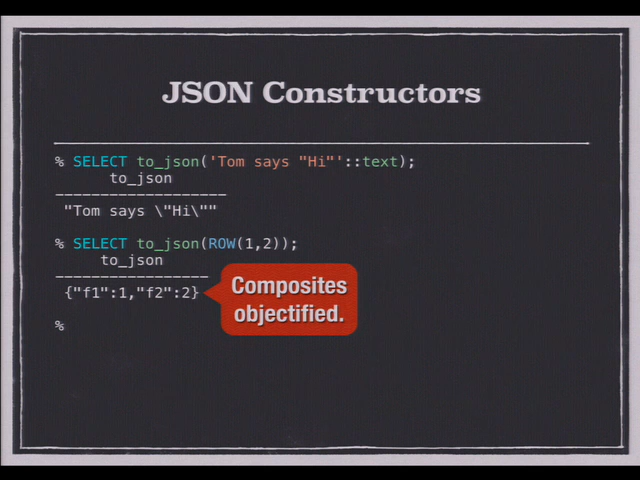 JSON Constructors
% SELECT to_json('Tom says "Hi"'::text);
to_json
-------------------
"Tom says \"Hi\""
% SELECT to_json(ROW(1,2));
to_json
-----------------
{"f1":1,"f2":2}
Composites
objectified.
%